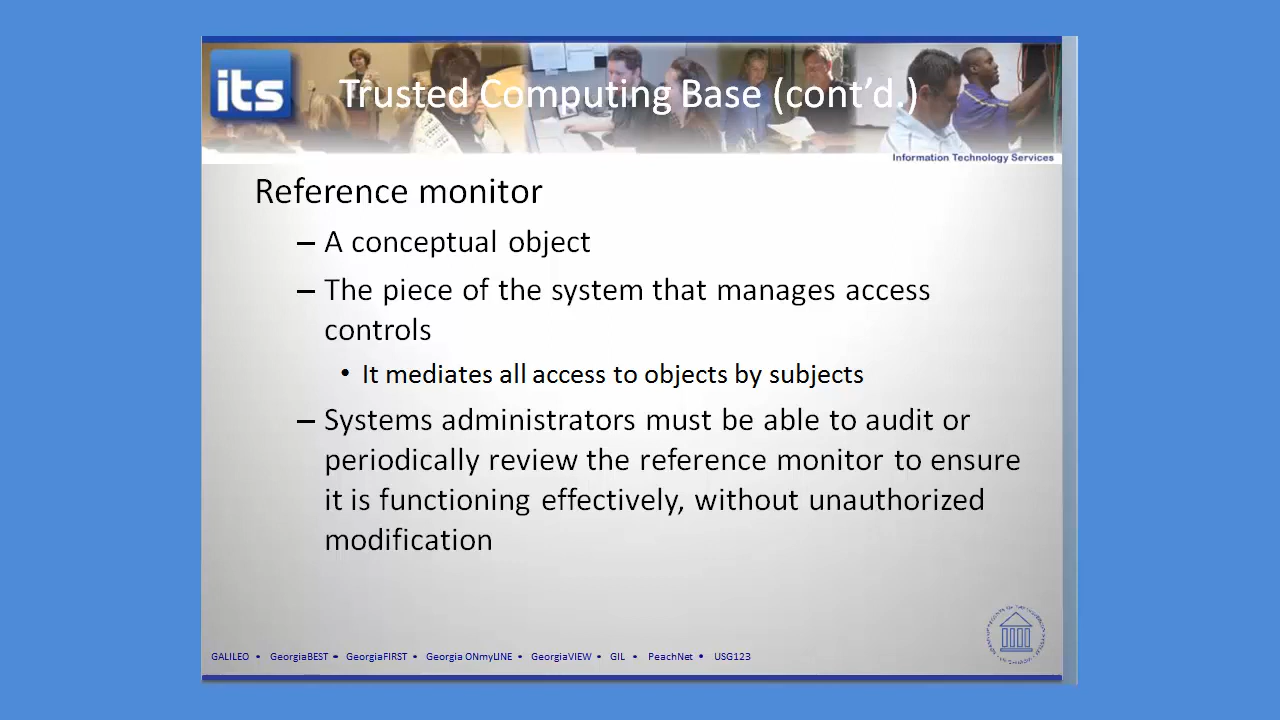 its
Trusted Computing Base (cont'd.)
Information Technology Services
Reference monitor
– A conceptual object
– The piece of the system that manages access
controls
• It mediates all access to objects by subjects
– Systems administrators must be able to audit or
periodically review the reference monitor to ensure
it is functioning effectively, without unauthorized
modification
GALILEO • GeorgiaBEST • GeorgiaFIRST • Georgia ONmyLINE • GeorgiaVIEW • GIL • PeachNet • USG123